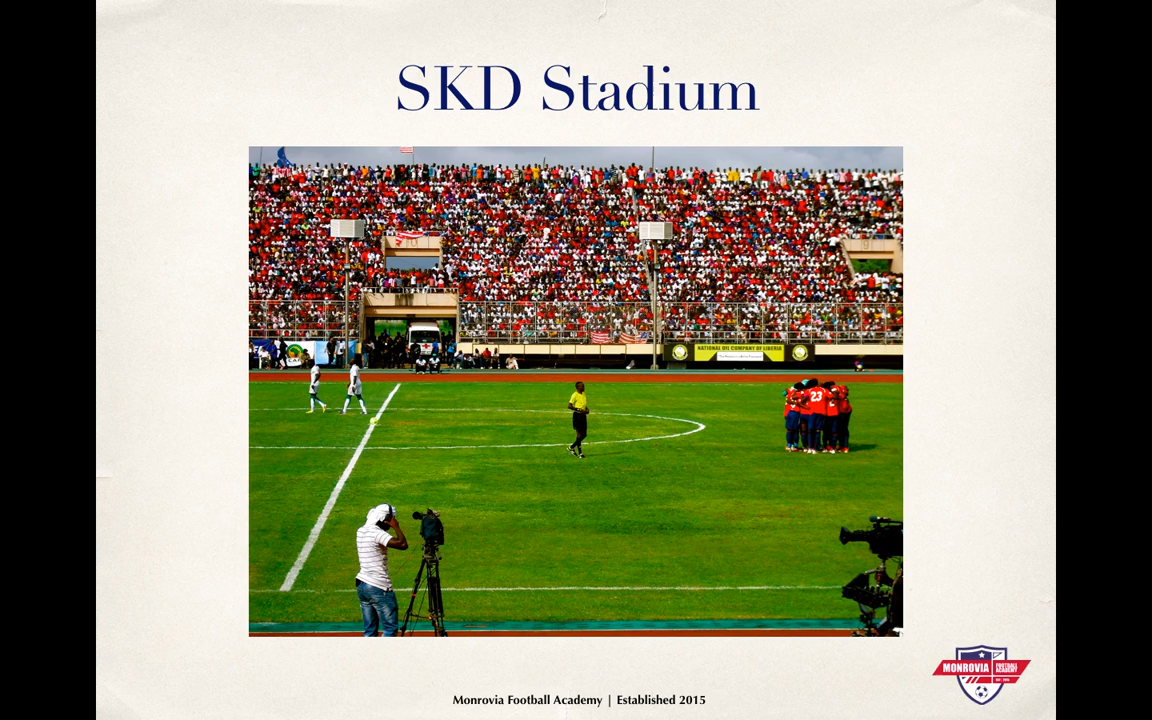 SKD Stadium
NATIONAL OIL COMPANY OF LIBERIA
23
Monrovia Football Academy | Established 2015
MONROVIA
FOOTBALL
ACADEMY